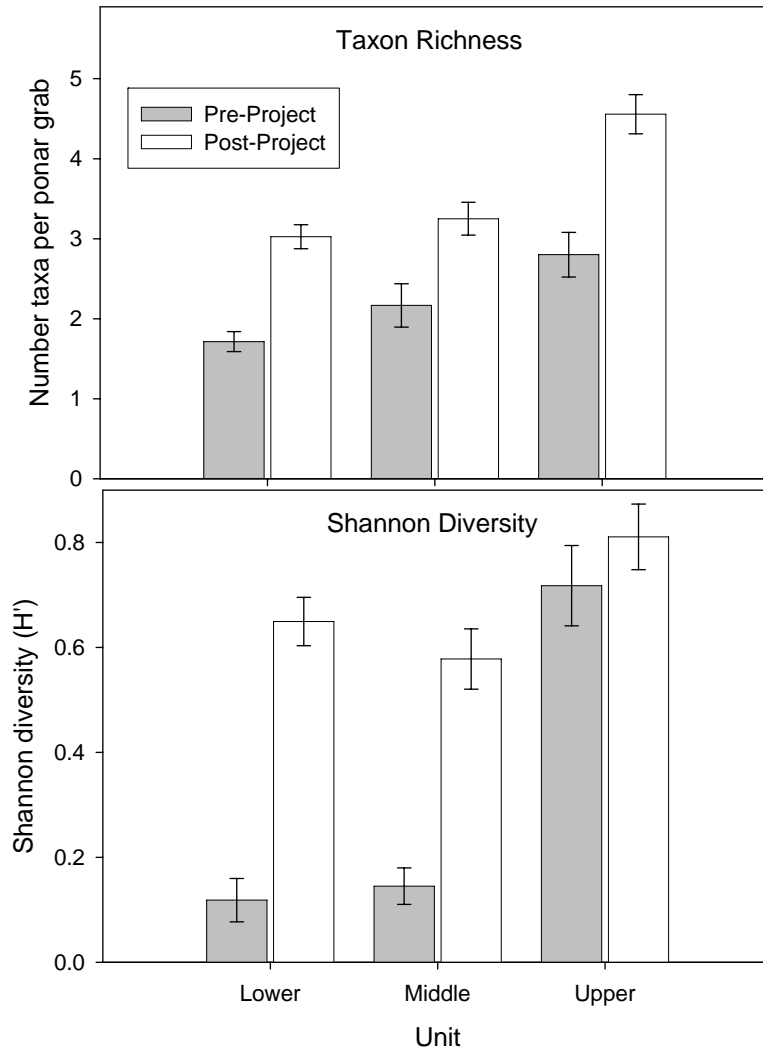 Taxon Richness
Number taxa per ponar grab
5
4
3
2
1
0
Pre-Project
Post-Project
Shannon Diversity
Shannon diversity (H')
0.8
0.6
0.4
0.2
0.0
Lower Middle Upper
Unit